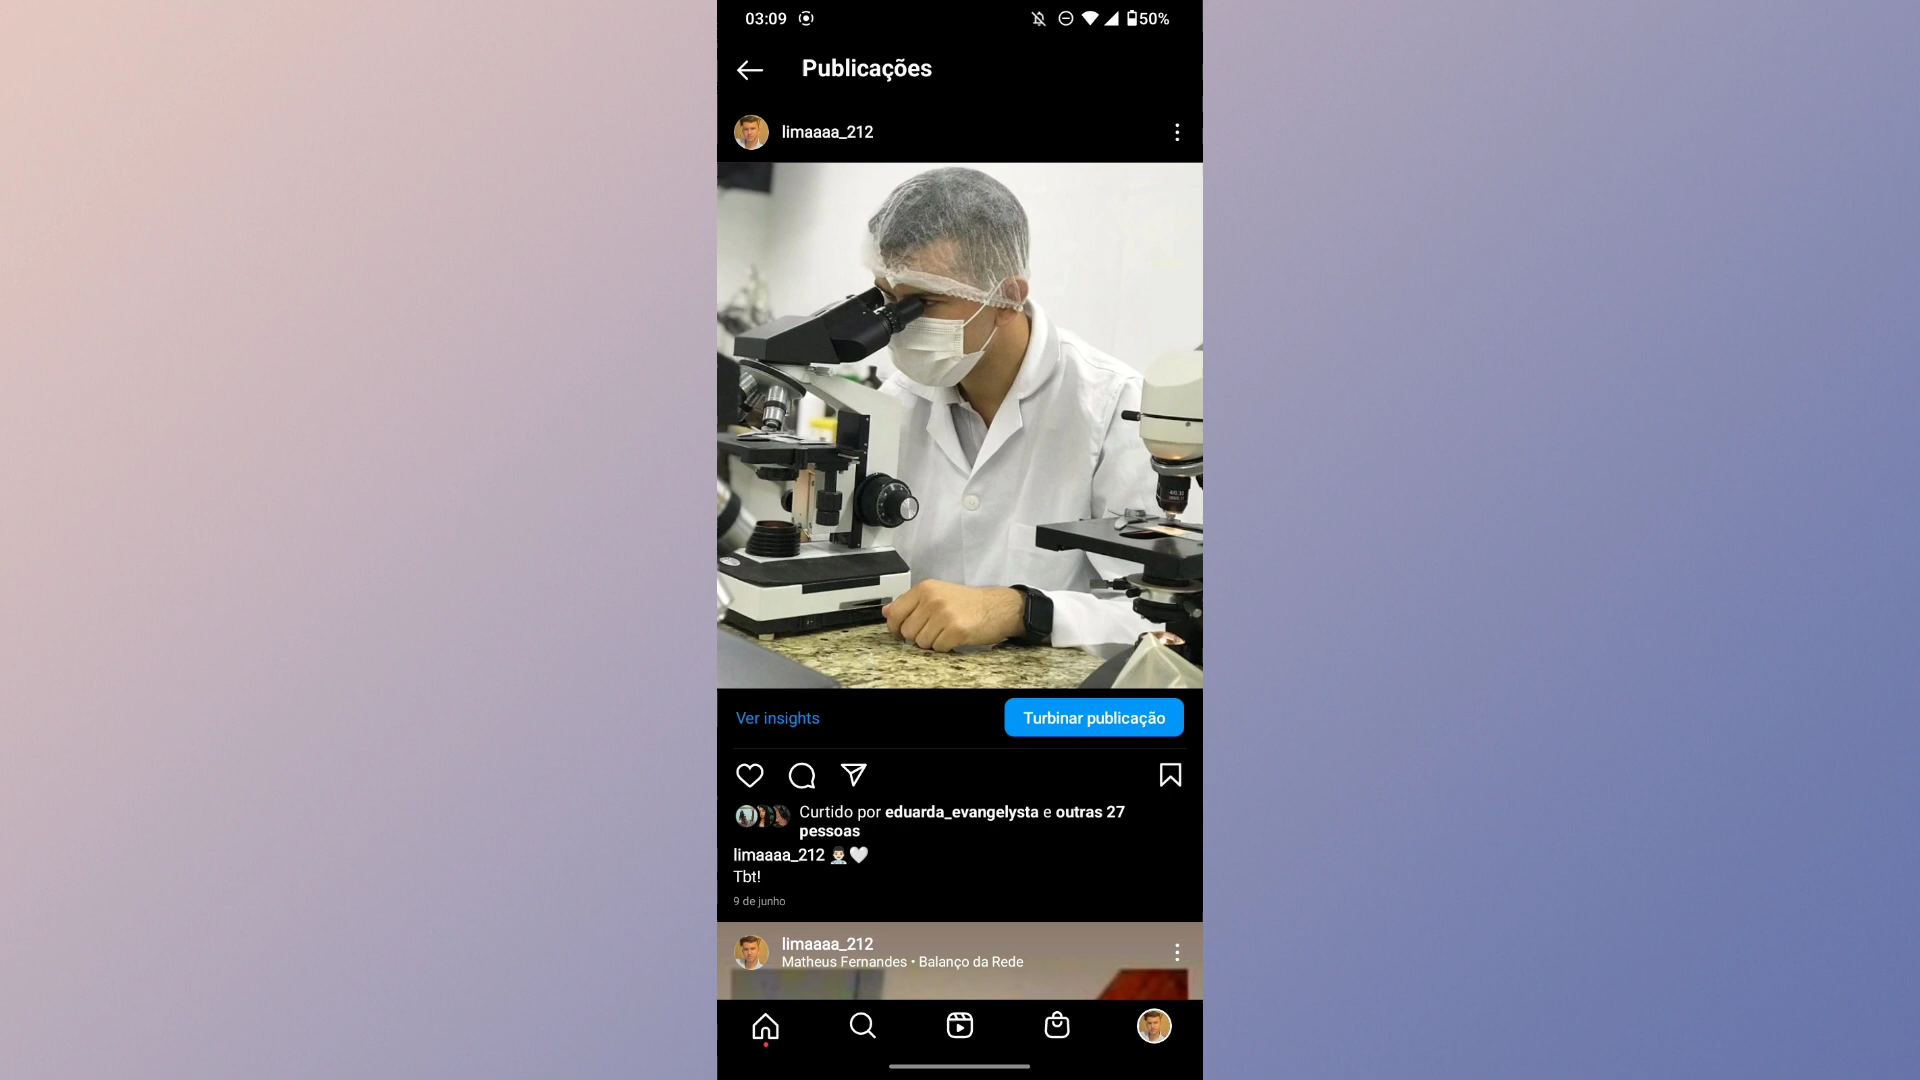 03:09 50%
Publicações
limaaaa_212
Ver insights Turbinar publicação
Curtido por eduarda_evangelysta e outras 27
pessoas
limaaaa_212 👨🏻‍⚕️🤍
Tbt!
9 de junho
limaaaa_212
Matheus Fernandes • Balanço da Rede